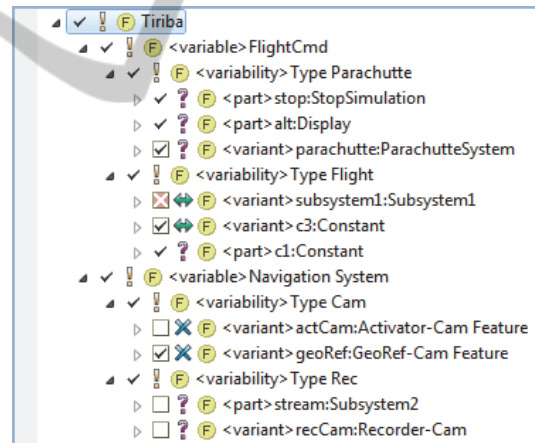 Tiriba
<variable>FlightCmd
<variability>Type Parachutte
<part>stop:StopSimulation
<part>alt:Display
<variant>parachutte:ParachutteSystem
<variability>Type Flight
<variant>subsystem1:Subsystem1
<variant>c3:Constant
<part>c1:Constant
<variable>Navigation System
<variability>Type Cam
<variant>actCam:Activator-Cam Feature
<variant>geoRef:GeoRef-Cam Feature
<variability>Type Rec
<part>stream:Subsystem2
<variant>recCam:Recorder-Cam